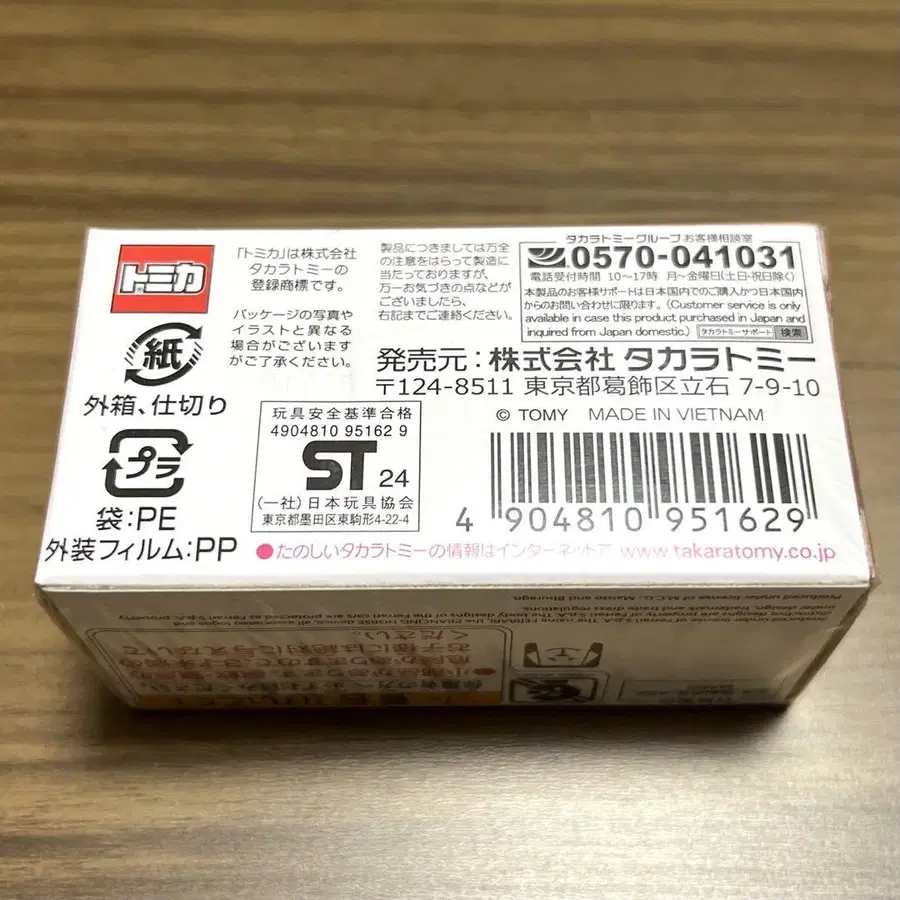 トミカ
「トミカ」は株式会社
タカラトミーの
登録商標です。
パッケージの写真や
イラストと異なる
場合がございます
がご了承ください。
製品につきましては万全
の注意をはらって製造に
当たっておりますが、
万一お気づきの点などが
ございましたら、
右記までご連絡ください。
タカラトミーグループ お客様相談室
0570-041031
電話受付時間 10〜17時 月〜金曜日(土日・祝日除く)
本製品のお客様サポートは日本国内でのご購入かつ日本国内
からのお問い合わせに限ります。(Customer service is only
available in case this product purchased in Japan and
inquired from Japan domestic.) タカラトミーサポート 検索
発売元:株式会社 タカラトミー
〒124-8511 東京都葛飾区立石 7-9-10
© TOMY MADE IN VIETNAM
紙
外箱、仕切り
プラ
袋:PE
外装フィルム:PP
玩具安全基準合格
4904810 95162 9
ST 24
(一社)日本玩具協会
東京都墨田区東駒形4-22-4
4 904810 951629
●たのしいタカラトミーの情報はインターネットで www.takaratomy.co.jp
Produced under license of
ください。